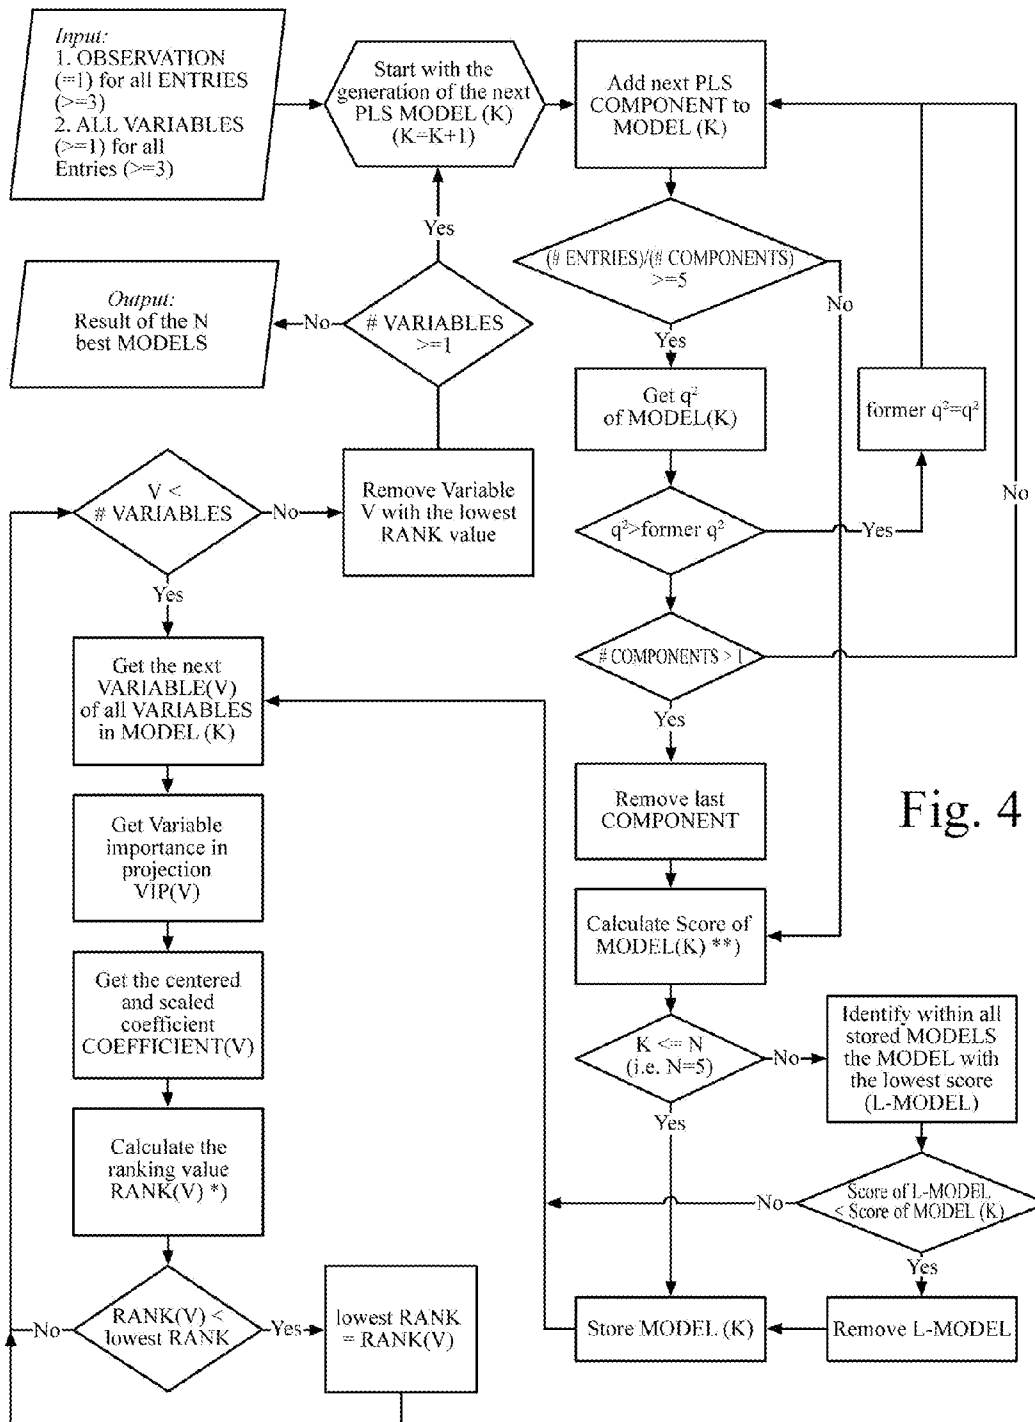 Input:
1. OBSERVATION
(=1) for all ENTRIES
(>=3)
2. ALL VARIABLES
(>=1) for all
Entries (>=3)
Start with the
generation of the next
PLS MODEL (K)
(K=K+1)
Add next PLS
COMPONENT to
MODEL (K)
Yes
(# ENTRIES)/(# COMPONENTS)
>=5
No
Output:
Result of the N
best MODELS
No
# VARIABLES
>=1
Yes
Get q²
of MODEL(K)
former q²=q²
V <
# VARIABLES
No
Remove Variable
V with the lowest
RANK value
q²>former q²
Yes
No
Yes
# COMPONENTS > 1
Get the next
VARIABLE(V)
of all VARIABLES
in MODEL (K)
Yes
Remove last
COMPONENT
Fig. 4
Get Variable
importance in
projection
VIP(V)
Calculate Score of
MODEL(K) **)
Get the centered
and scaled
coefficient
COEFFICIENT(V)
K <= N
(i.e. N=5)
No
Identify within all
stored MODELS
the MODEL with
the lowest score
(L-MODEL)
Yes
Calculate the
ranking value
RANK(V) *)
No
Score of L-MODEL
< Score of MODEL (K)
Yes
No
RANK(V) <
lowest RANK
Yes
lowest RANK
= RANK(V)
Store MODEL (K)
Remove L-MODEL